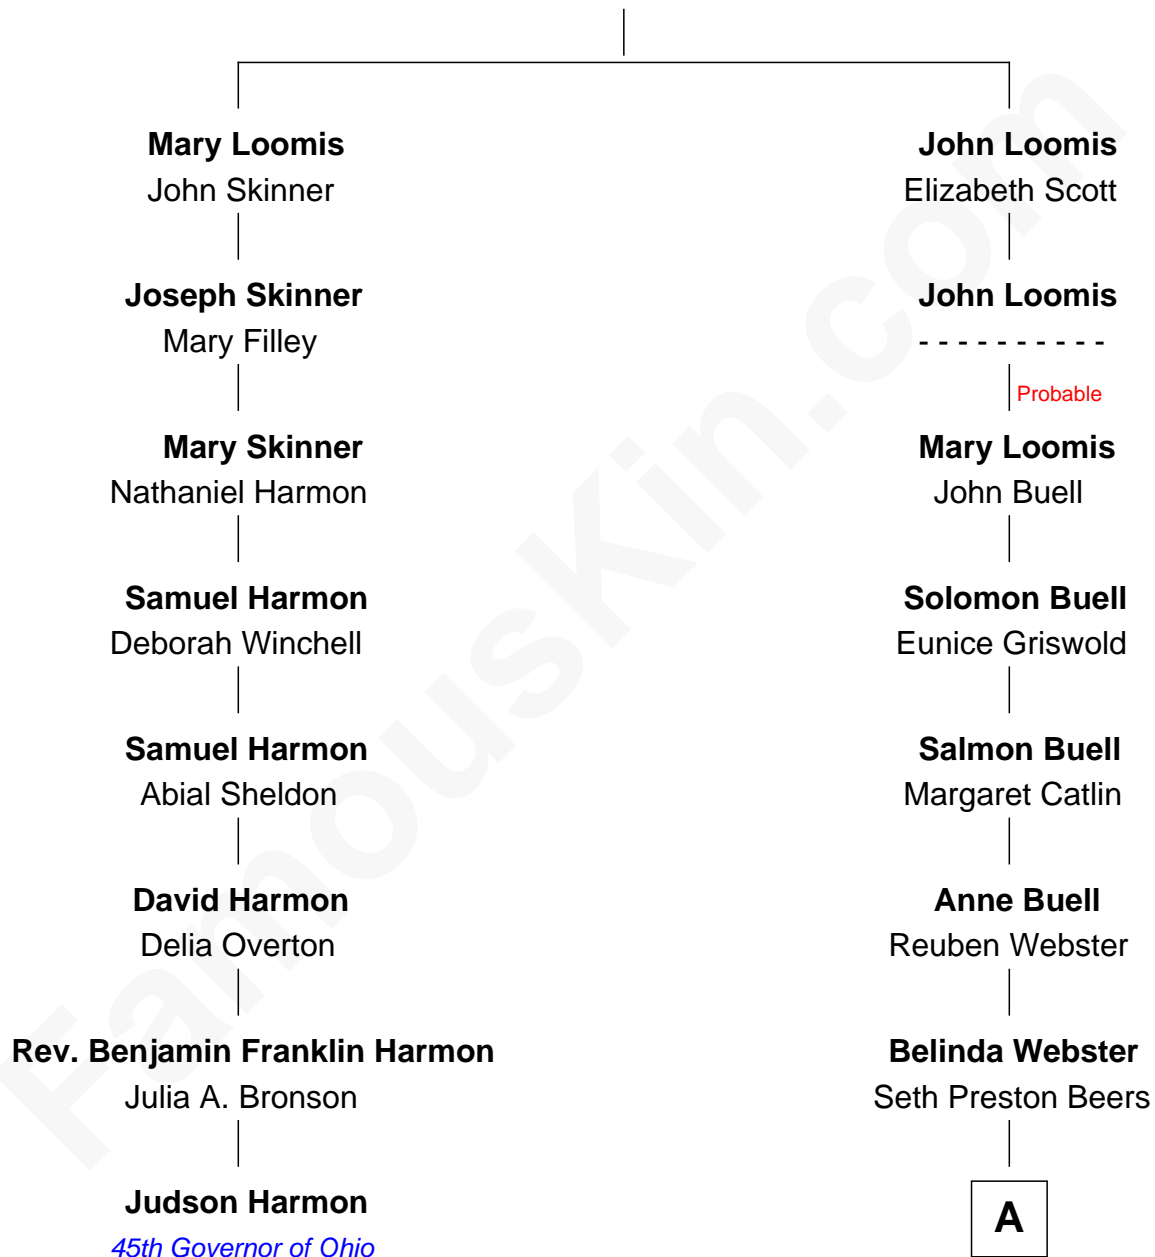 Mary Loomis
John Skinner
John Loomis
Elizabeth Scott
Joseph Skinner
Mary Filley
John Loomis
- - - - - - - - - -
Probable
Mary Skinner
Nathaniel Harmon
Mary Loomis
John Buell
Samuel Harmon
Deborah Winchell
Solomon Buell
Eunice Griswold
Samuel Harmon
Abial Sheldon
Salmon Buell
Margaret Catlin
David Harmon
Delia Overton
Anne Buell
Reuben Webster
Rev. Benjamin Franklin Harmon
Julia A. Bronson
Belinda Webster
Seth Preston Beers
Judson Harmon
45th Governor of Ohio
A
FamousKin.com